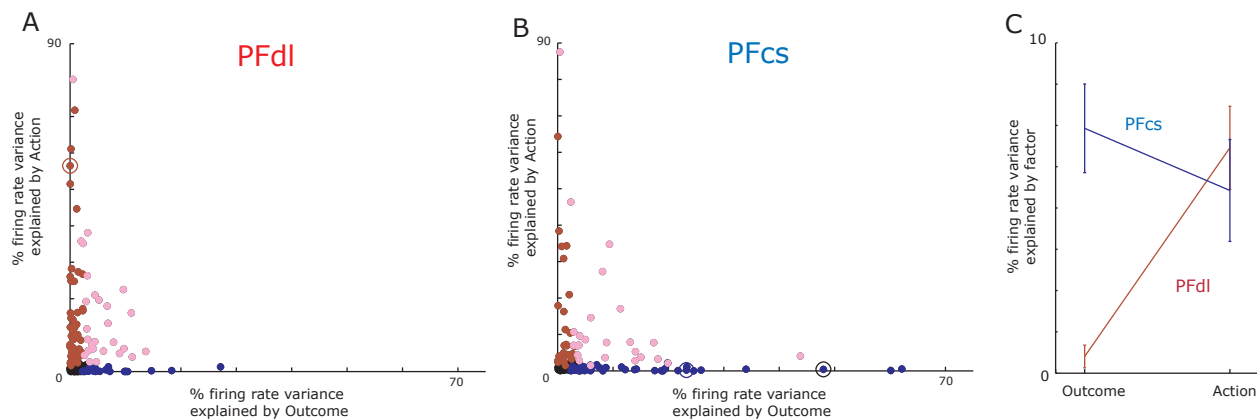 A
PFdl
90
% firing rate variance
explained by Action
0
70
% firing rate variance
explained by Outcome
B
PFcs
90
% firing rate variance
explained by Action
0
70
% firing rate variance
explained by Outcome
C
10
% firing rate variance
explained by factor
PFcs
PFdl
0
Outcome
Action